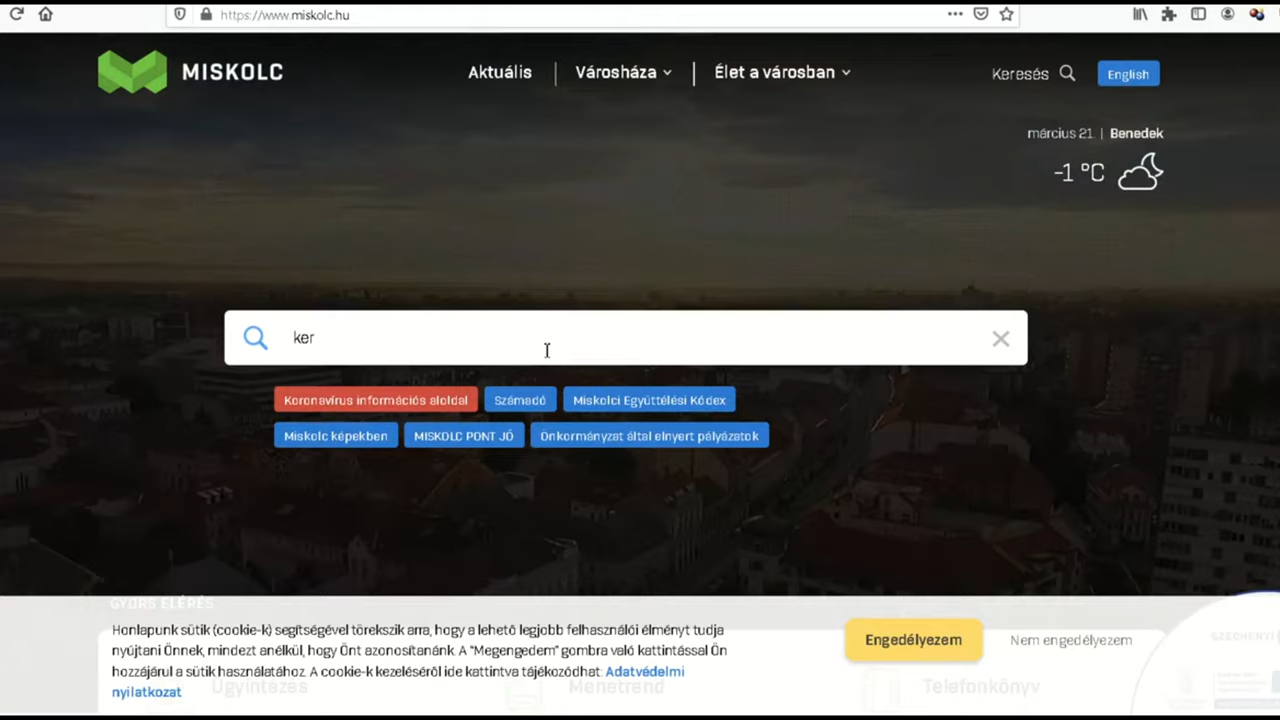 https://www.miskolc.hu
MISKOLC
Aktuális
Városháza
Élet a városban
Keresés
English
március 21. | Benedek
-1 °C
ker
Koronavírus információs aloldal
Számadó
Miskolci Együttélési Kódex
Miskolc képekben
MISKOLC PONT JÓ
Önkormányzat által elnyert pályázatok
GYORS ELÉRÉS
Honlapunk sütik (cookie-k) segítségével törekszik arra, hogy a lehető legjobb felhasználói élményt tudja
nyújtani Önnek, mindezt anélkül, hogy Önt azonosítanánk. A "Megengedem" gombra való kattintással Ön
hozzájárul a sütik használatához. A cookie-k kezeléséről ide kattintva tájékozódhat: Adatvédelmi
nyilatkozat
Engedélyezem
Nem engedélyezem
SZÉCHENYI
Ügyintézés
Menetrend
Telefonkönyv